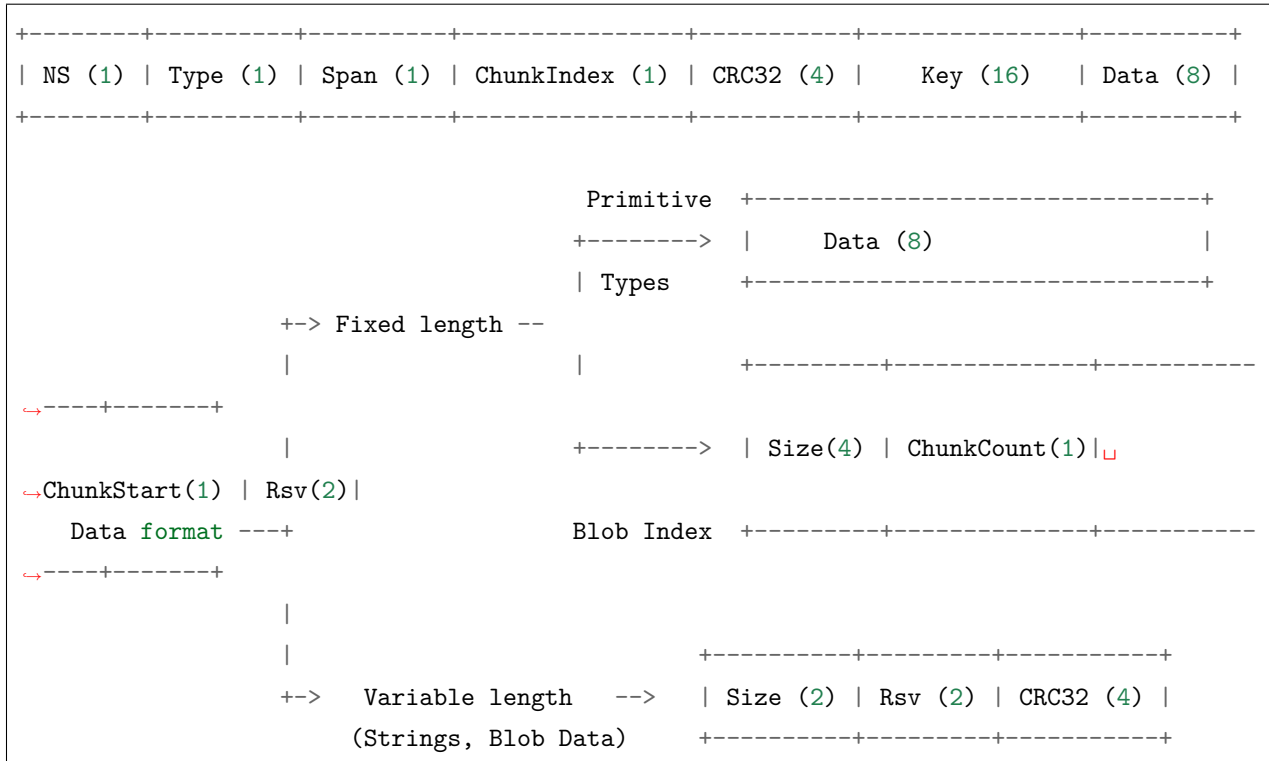 +--------+----------+----------+----------------+-----------+---------------+----------+
| NS (1) | Type (1) | Span (1) | ChunkIndex (1) | CRC32 (4) |    Key (16)   | Data (8) |
+--------+----------+----------+----------------+-----------+---------------+----------+
                                         Primitive  +--------------------------------+
                                        +-------->  |     Data (8)                   |
                                        | Types     +--------------------------------+
                   +-> Fixed length --
                   |                    |           +---------+--------------+-----------
↪----+-------+
                   |                    +-------->  | Size(4) | ChunkCount(1)|␣
↪ChunkStart(1) | Rsv(2)|
    Data format ---+                    Blob Index  +---------+--------------+-----------
↪----+-------+
                   |
                   |                             +----------+---------+-----------+
                   +->   Variable length   -->   | Size (2) | Rsv (2) | CRC32 (4) |
                        (Strings, Blob Data)     +----------+---------+-----------+